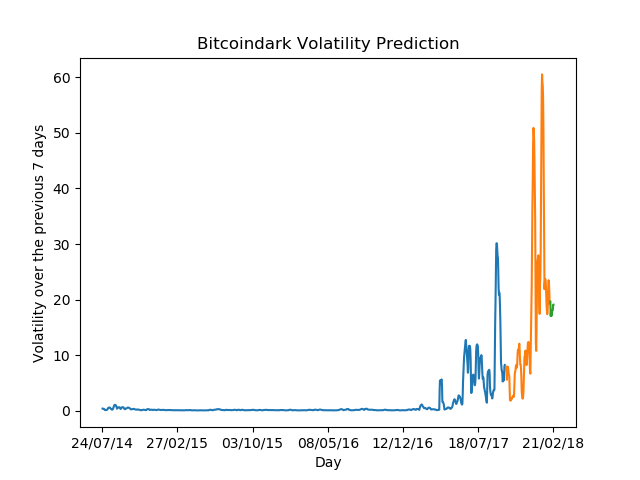 Bitcoindark Volatility Prediction
Volatility over the previous 7 days
60
50
40
30
20
10
0
24/07/14 27/02/15 03/10/15 08/05/16 12/12/16 18/07/17 21/02/18
Day